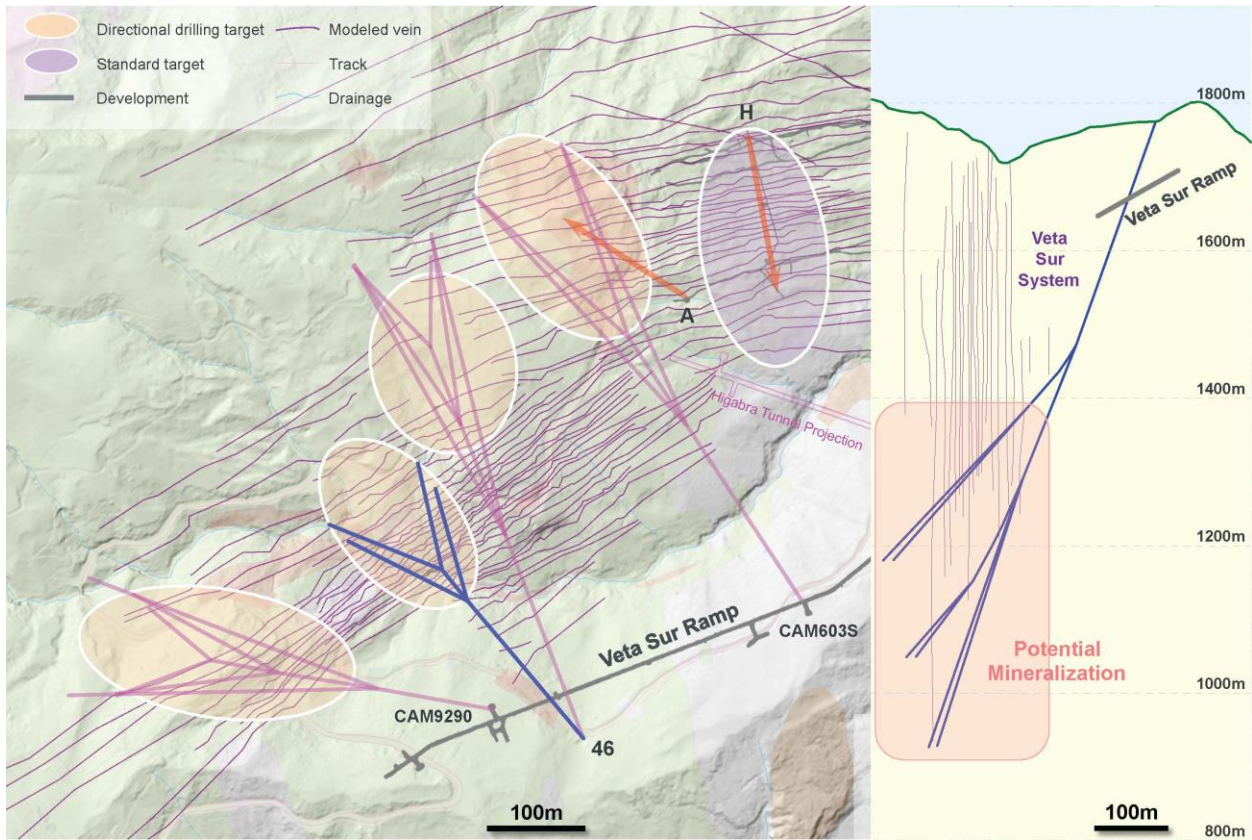 Directional drilling target
Modeled vein
Standard target
Track
Development
Drainage
H
A
Higabra Tunnel Projection
Veta Sur Ramp
CAM603S
CAM9290
46
100m
1800m
Veta Sur Ramp
1600m
Veta
Sur
System
1400m
1200m
Potential
Mineralization
1000m
100m
800m